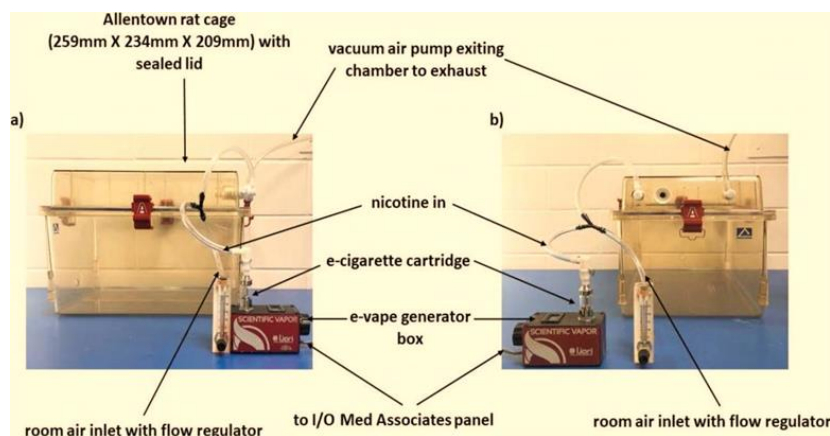 Allentown rat cage
(259mm X 234mm X 209mm) with
sealed lid
vacuum air pump exiting
chamber to exhaust
a)
b)
nicotine in
e-cigarette cartridge
e-vape generator
box
SCIENTIFIC VAPOR
SCIENTIFIC VAPOR
to I/O Med Associates panel
room air inlet with flow regulator
room air inlet with flow regulator